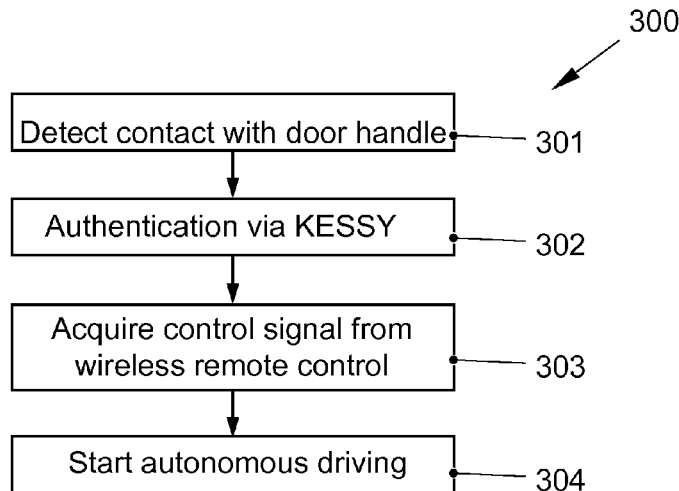 300
Detect contact with door handle
301
Authentication via KESSY
302
Acquire control signal from
wireless remote control
303
Start autonomous driving
304